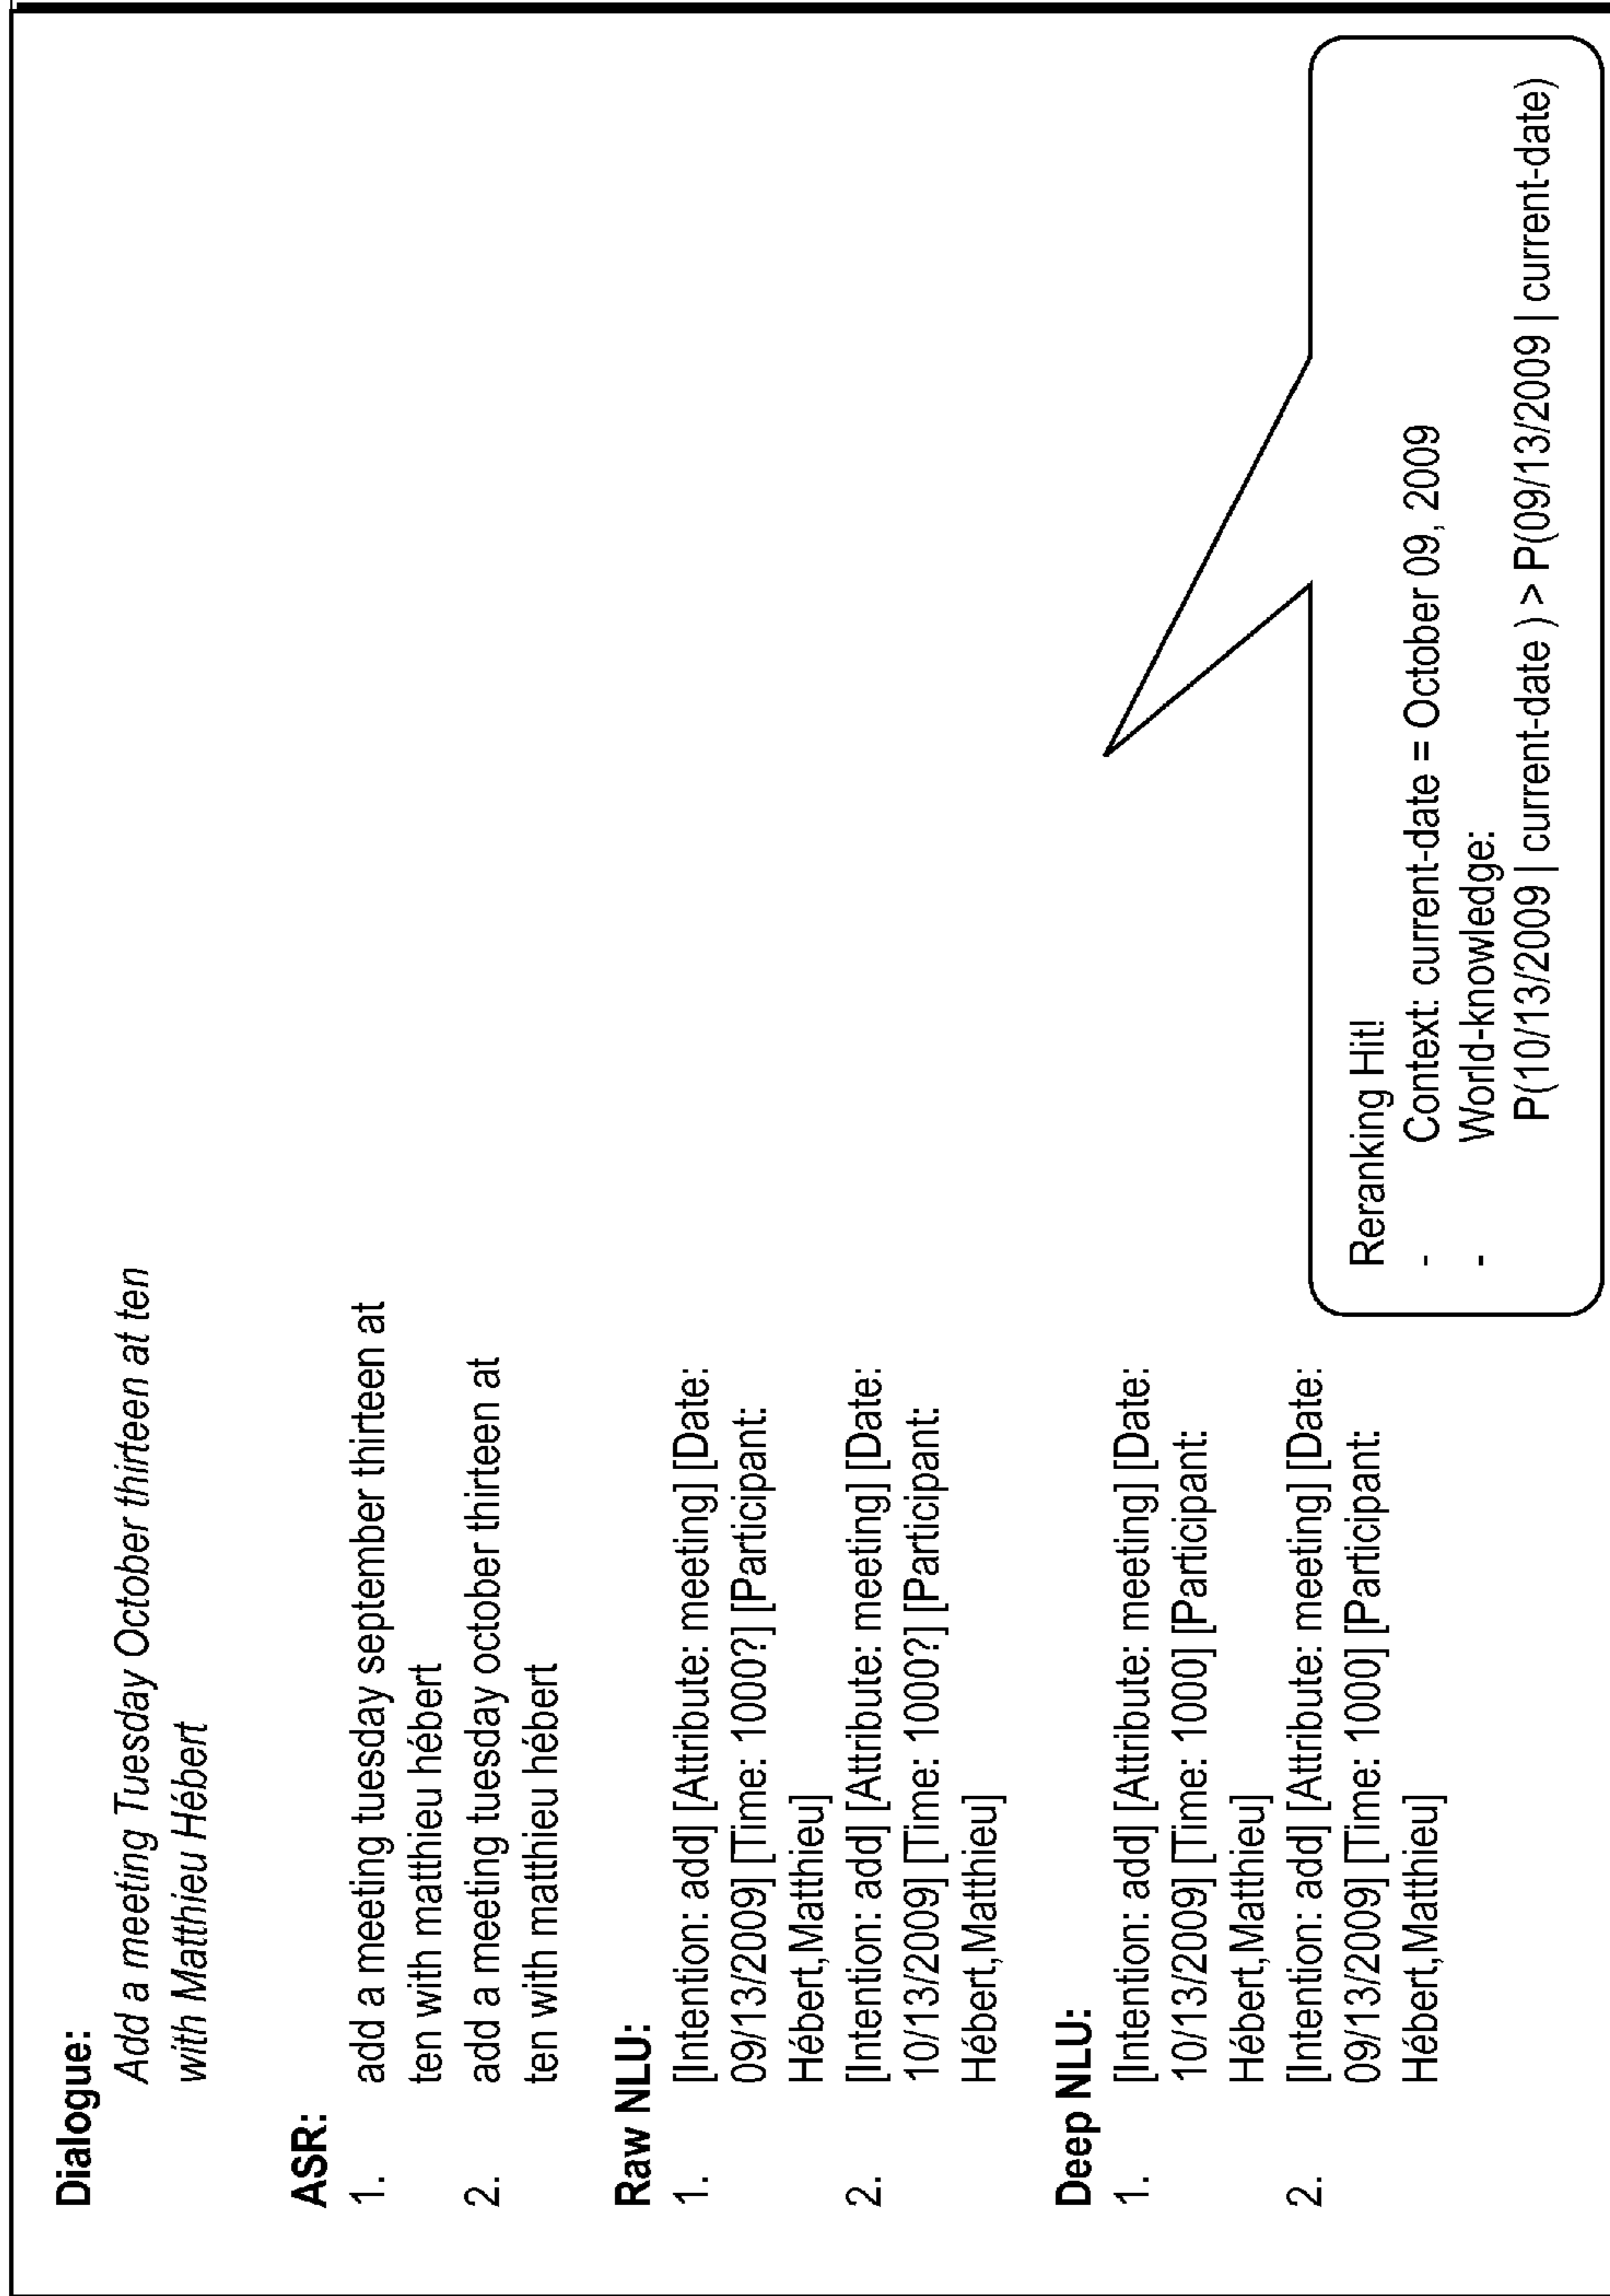 Dialogue:
Add a meeting Tuesday October thirteen at ten
with Matthieu Hébert
ASR:
1. add a meeting tuesday september thirteen at
ten with matthieu hébert
2. add a meeting tuesday october thirteen at
ten with mathieu hébert
Raw NLU:
1. [Intention: add] [Attribute: meeting] [Date:
09/13/2009] [Time: 1000?] [Participant:
Hébert,Matthieu]
2. [Intention: add] [Attribute: meeting] [Date:
10/13/2009] [Time: 1000?] [Participant:
Hébert,Matthieu]
Deep NLU:
1. [Intention: add] [Attribute: meeting] [Date:
10/13/2009] [Time: 1000] [Participant:
Hébert,Matthieu]
2. [Intention: add] [Attribute: meeting] [Date:
09/13/2009] [Time: 1000] [Participant:
Hébert,Matthieu]
Reranking Hit!
- Context: current-date = October 09, 2009
- World-knowledge:
P(10/13/2009 | current-date ) > P(09/13/2009 | current-date)